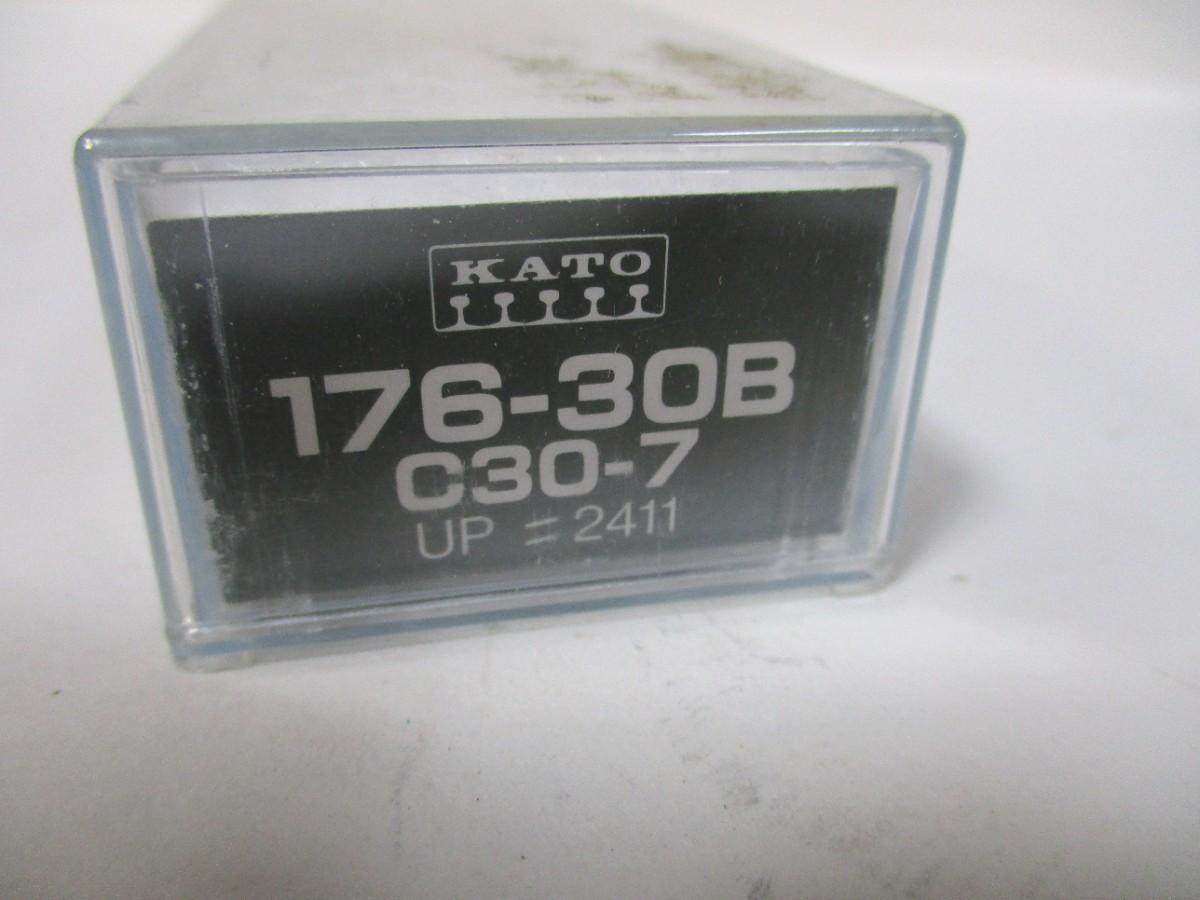 KATO
176-30B
C30-7
UP #2411